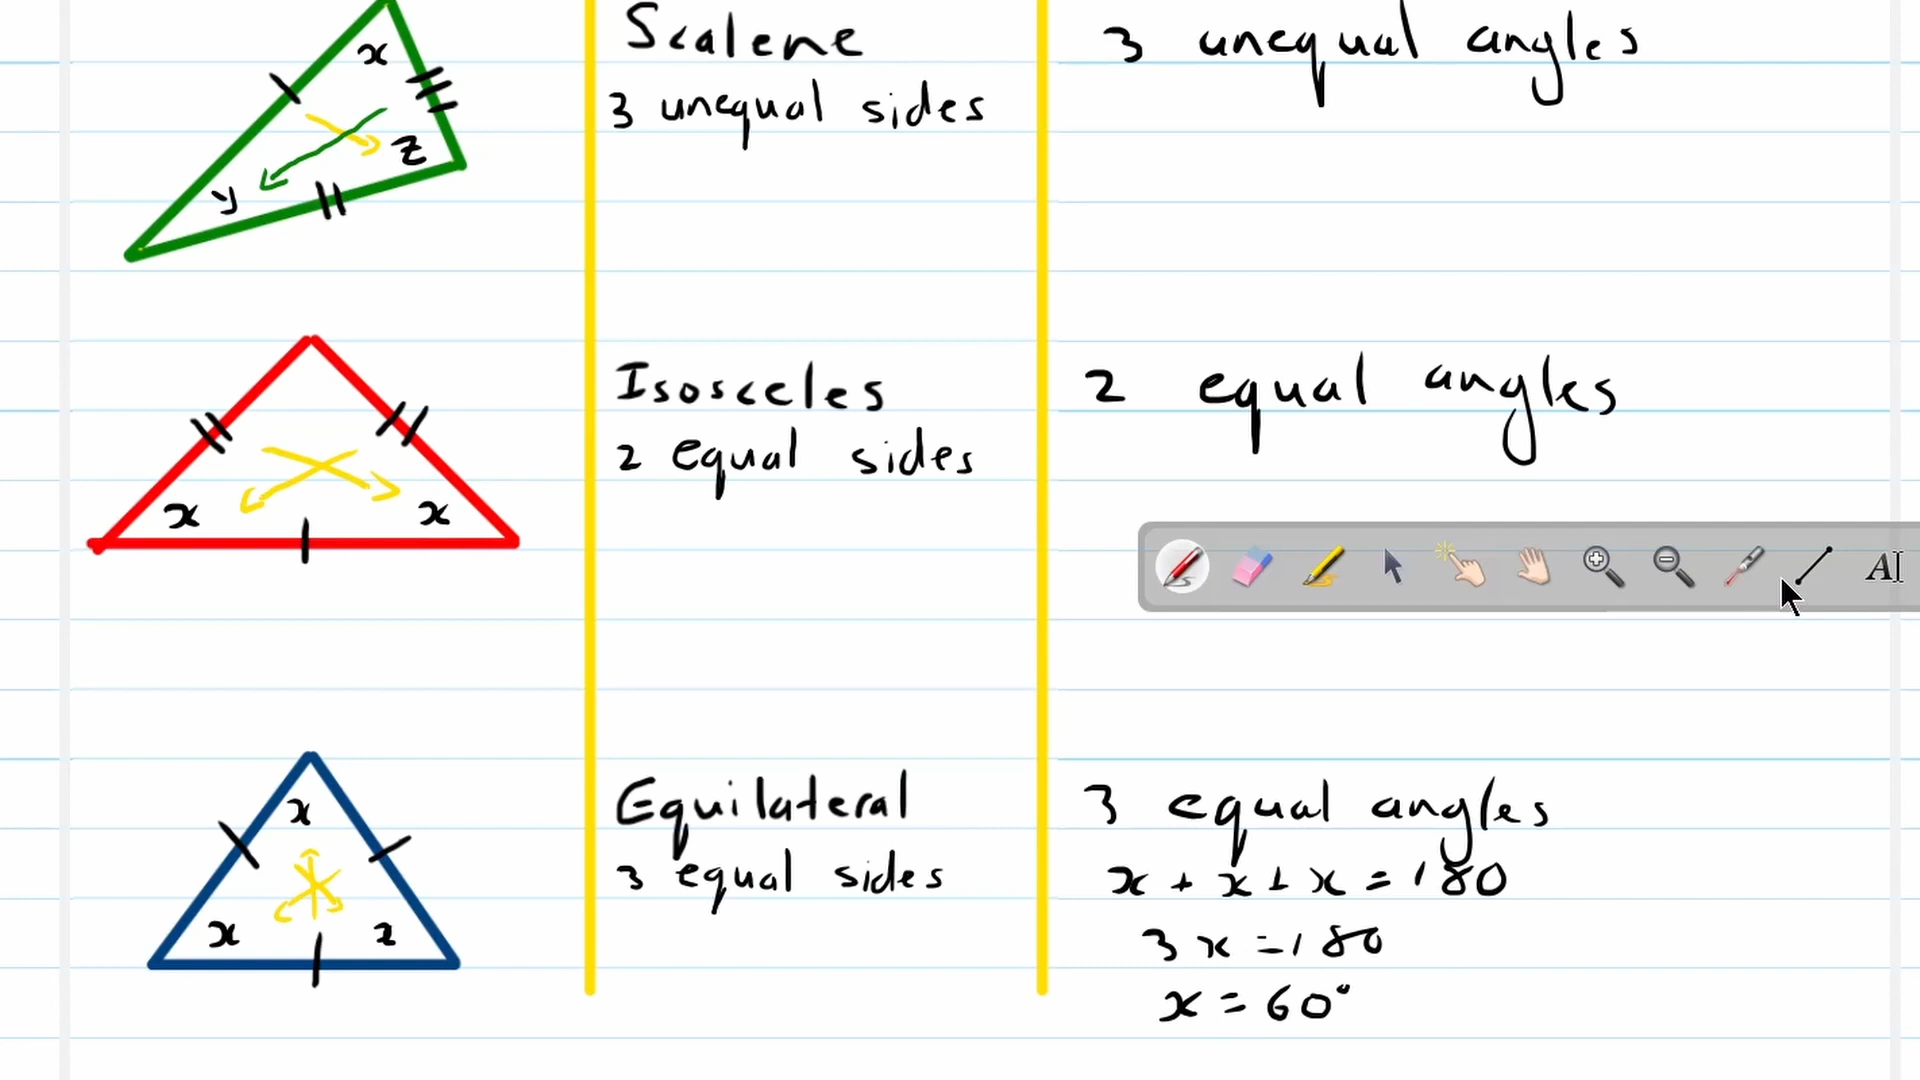 x
z
y
Scalene
3 unequal sides
3 unequal angles
x x
Isosceles
2 equal sides
2 equal angles
AI
x
x x
Equilateral
3 equal sides
3 equal angles
x + x + x = 180
3x = 180
x = 60°